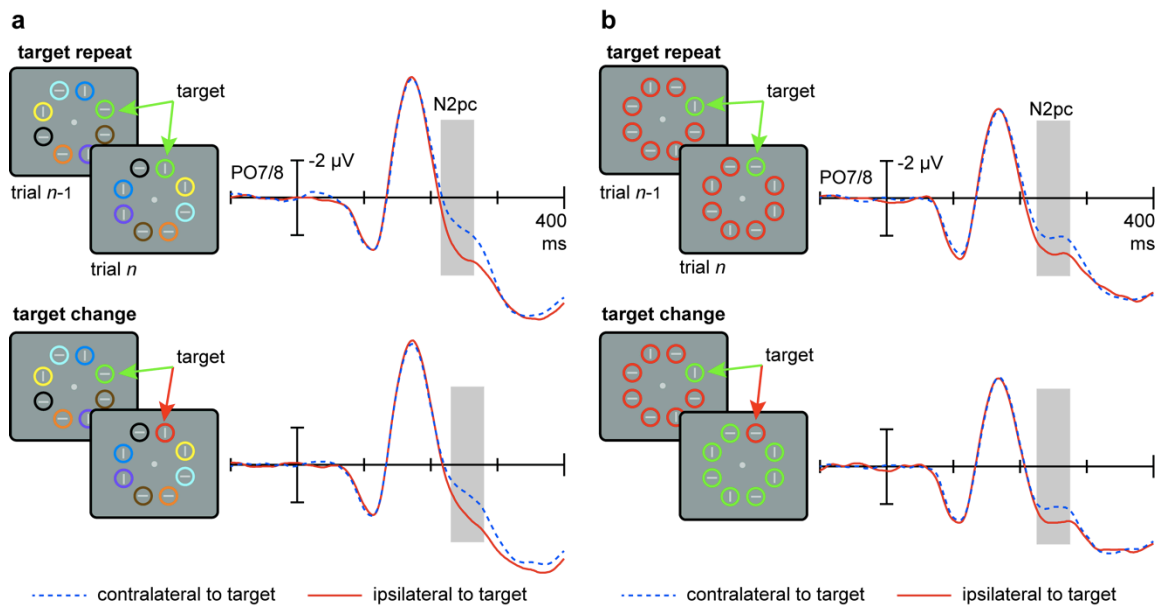 a
target repeat
target
trial n-1
trial n
PO7/8
-2 µV
N2pc
400
ms
target change
target
contralateral to target
ipsilateral to target
b
target repeat
target
trial n-1
trial n
PO7/8
-2 µV
N2pc
400
ms
target change
target
contralateral to target
ipsilateral to target